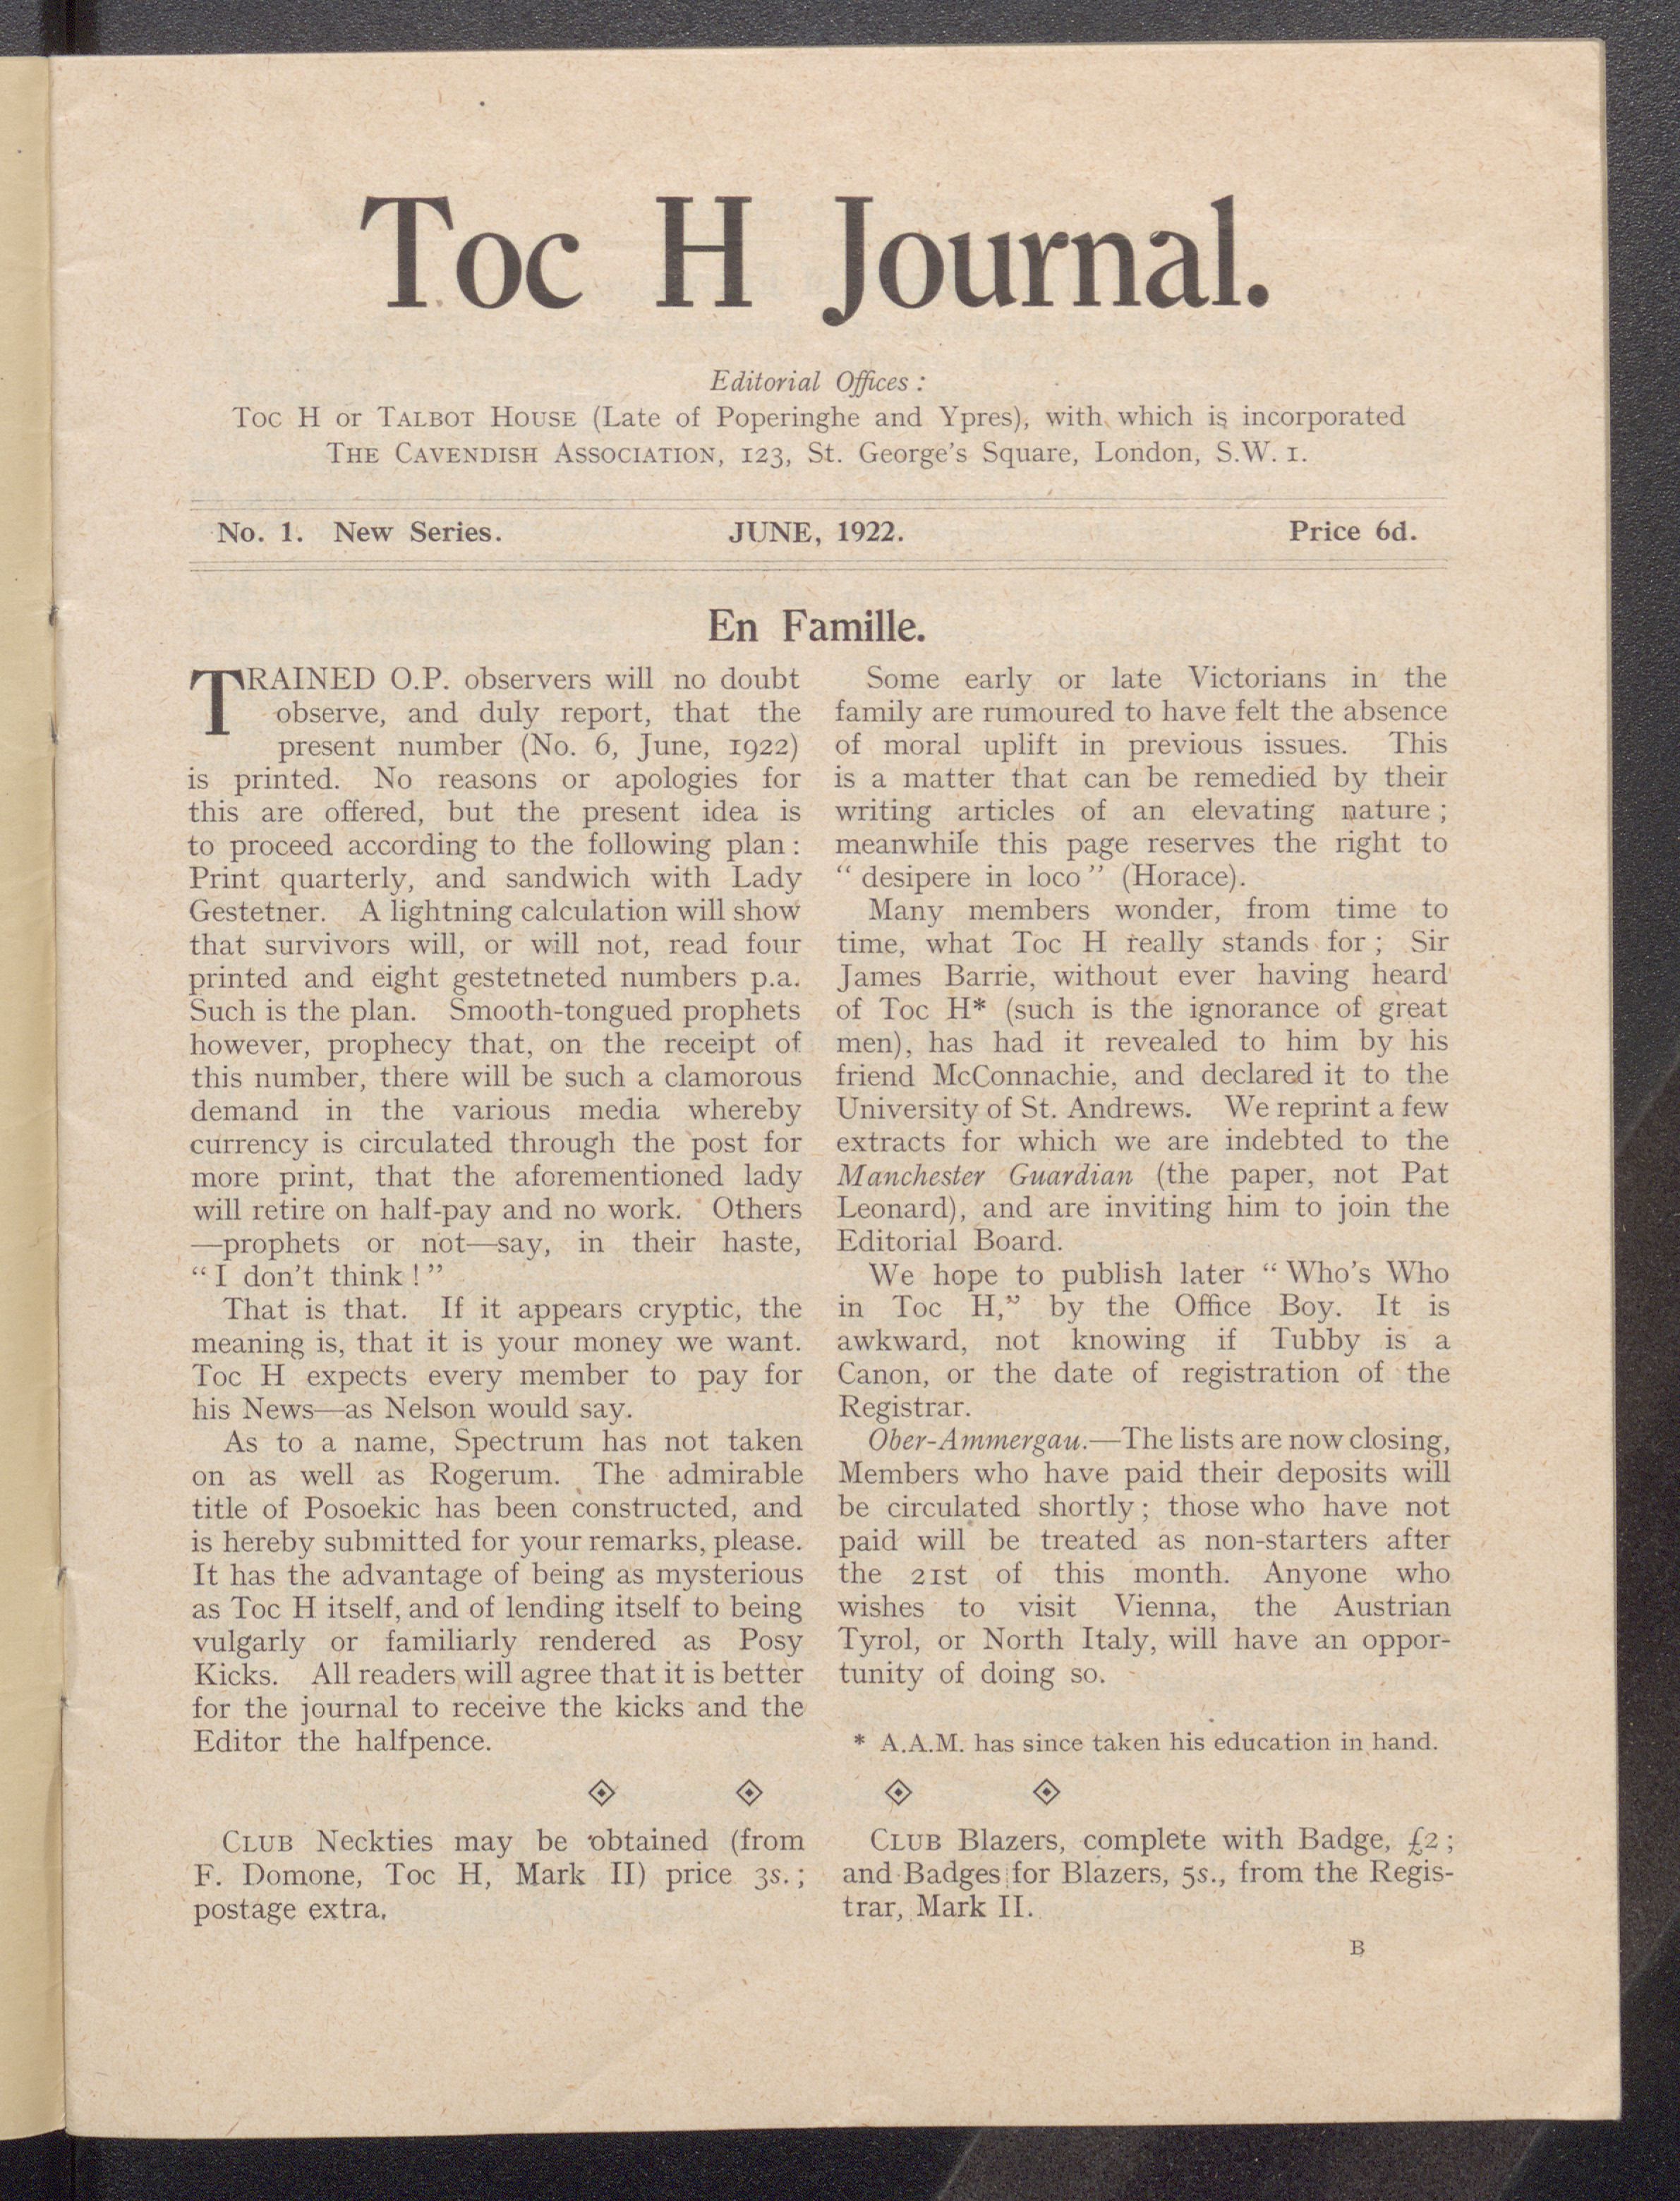 Toc H Journal.
Editorial Offices :
Toc H or Talbot House (Late of Poperinghe and Ypres), with which is incorporated
The Cavendish Association, 123, St. George's Square, London, S.W. 1.
No. 1. New Series. JUNE, 1922. Price 6d.
En Famille.
TRAINED O.P. observers will no doubt
observe, and duly report, that the
present number (No. 6, June, 1922)
is printed. No reasons or apologies for
this are offered, but the present idea is
to proceed according to the following plan :
Print quarterly, and sandwich with Lady
Gestetner. A lightning calculation will show
that survivors will, or will not, read four
printed and eight gestetneted numbers p.a.
Such is the plan. Smooth-tongued prophets
however, prophecy that, on the receipt of
this number, there will be such a clamorous
demand in the various media whereby
currency is circulated through the post for
more print, that the aforementioned lady
will retire on half-pay and no work. Others
—prophets or not—say, in their haste,
“ I don't think ! ”
That is that. If it appears cryptic, the
meaning is, that it is your money we want.
Toc H expects every member to pay for
his News—as Nelson would say.
As to a name, Spectrum has not taken
on as well as Rogerum. The admirable
title of Posoekic has been constructed, and
is hereby submitted for your remarks, please.
It has the advantage of being as mysterious
as Toc H itself, and of lending itself to being
vulgarly or familiarly rendered as Posy
Kicks. All readers will agree that it is better
for the journal to receive the kicks and the
Editor the halfpence.
Some early or late Victorians in the
family are rumoured to have felt the absence
of moral uplift in previous issues. This
is a matter that can be remedied by their
writing articles of an elevating nature ;
meanwhile this page reserves the right to
“ desipere in loco ” (Horace).
Many members wonder, from time to
time, what Toc H really stands for ; Sir
James Barrie, without ever having heard
of Toc H* (such is the ignorance of great
men), has had it revealed to him by his
friend McConnachie, and declared it to the
University of St. Andrews. We reprint a few
extracts for which we are indebted to the
Manchester Guardian (the paper, not Pat
Leonard), and are inviting him to join the
Editorial Board.
We hope to publish later “ Who's Who
in Toc H,” by the Office Boy. It is
awkward, not knowing if Tubby is a
Canon, or the date of registration of the
Registrar.
Ober-Ammergau.—The lists are now closing,
Members who have paid their deposits will
be circulated shortly ; those who have not
paid will be treated as non-starters after
the 21st of this month. Anyone who
wishes to visit Vienna, the Austrian
Tyrol, or North Italy, will have an oppor-
tunity of doing so.
* A.A.M. has since taken his education in hand.
Club Neckties may be obtained (from
F. Domone, Toc H, Mark II) price 3s. ;
postage extra.
Club Blazers, complete with Badge, £2 ;
and Badges for Blazers, 5s., from the Regis-
trar, Mark II.
B